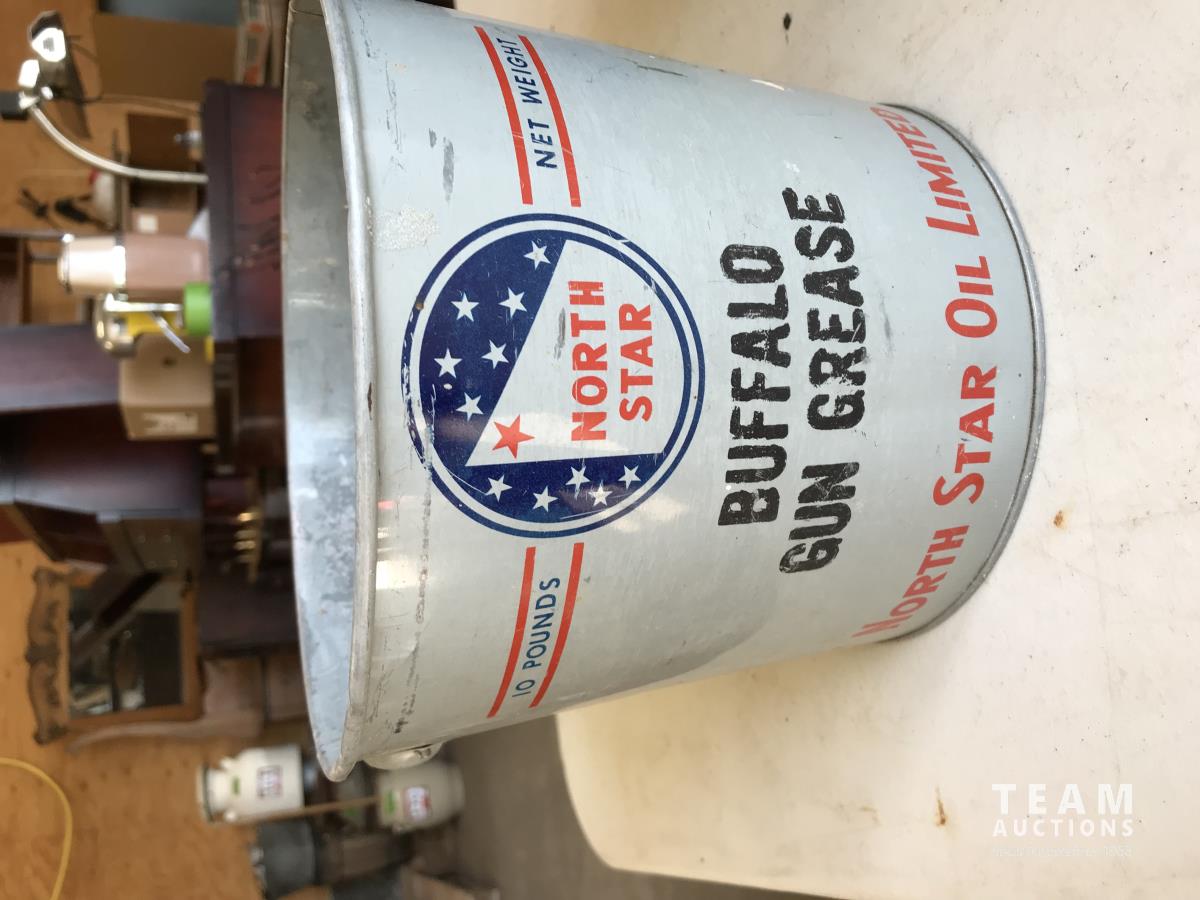 10 POUNDS
NET WEIGHT
NORTH
STAR
BUFFALO
GUN GREASE
NORTH STAR OIL LIMITED
TEAM
AUCTIONS